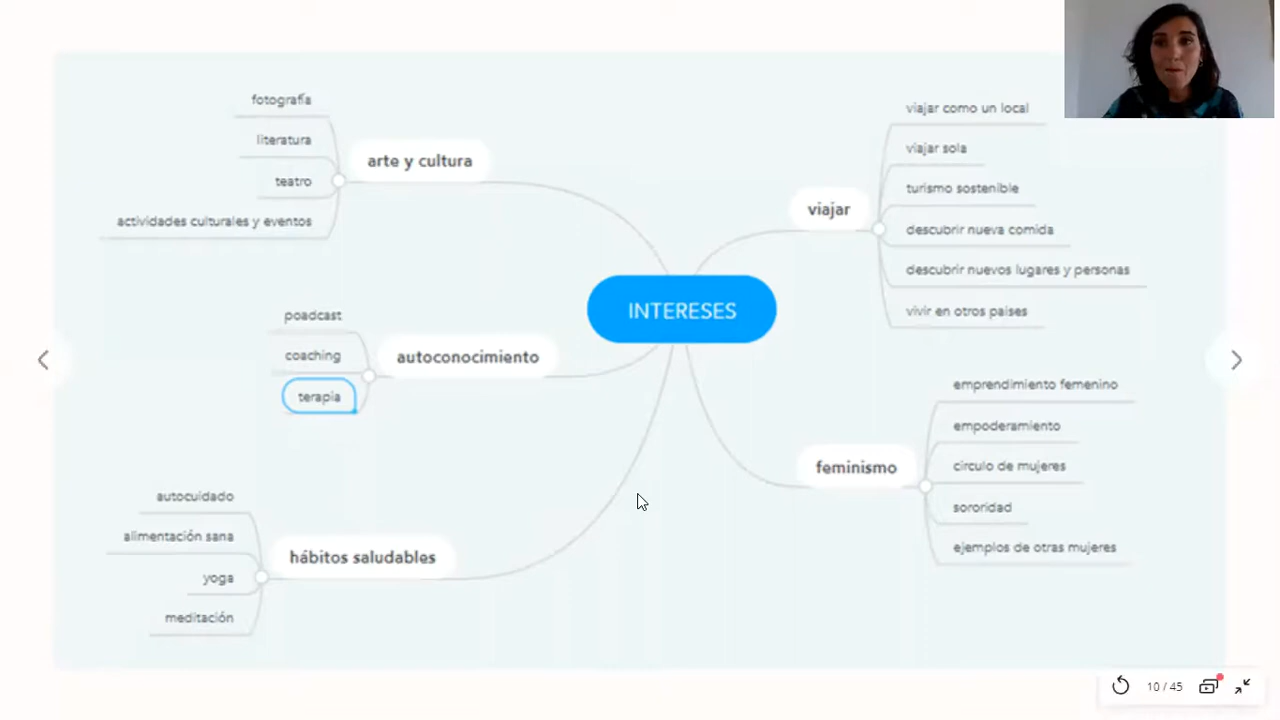 INTERESES
arte y cultura
fotografía
literatura
teatro
actividades culturales y eventos
autoconocimiento
poadcast
coaching
terapia
hábitos saludables
autocuidado
alimentación sana
yoga
meditación
viajar
viajar como un local
viajar sola
turismo sostenible
descubrir nueva comida
descubrir nuevos lugares y personas
vivir en otros países
feminismo
emprendimiento femenino
empoderamiento
círculo de mujeres
sororidad
ejemplos de otras mujeres
10 / 45